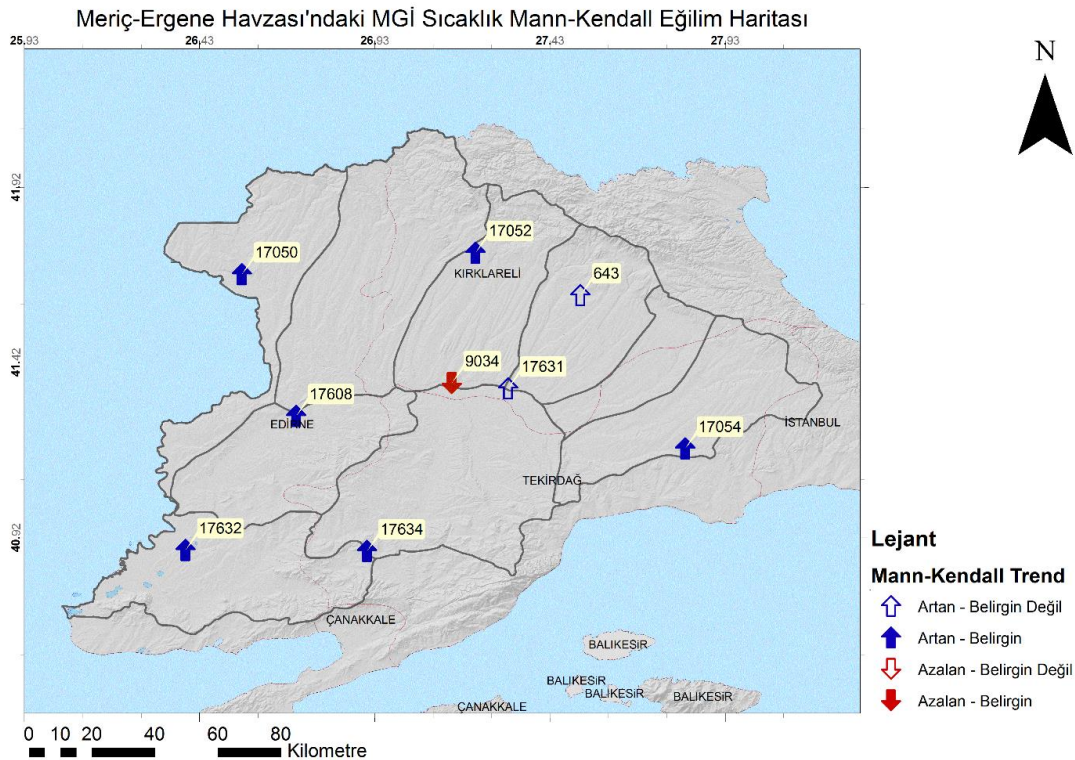 Meriç-Ergene Havzası'ndaki MGİ Sıcaklık Mann-Kendall Eğilim Haritası
25,93
26,43
26,93
27,43
27,93
N
41,92
41,42
40,92
17050
17052
KIRKLARELİ
643
9034
17631
17608
EDİRNE
17054
İSTANBUL
TEKİRDAĞ
17632
17634
ÇANAKKALE
BALIKESİR
BALIKESİR
BALIKESİR
BALIKESİR
ÇANAKKALE
Lejant
Mann-Kendall Trend
Artan - Belirgin Değil
Artan - Belirgin
Azalan - Belirgin Değil
Azalan - Belirgin
0 10 20 40 60 80
Kilometre